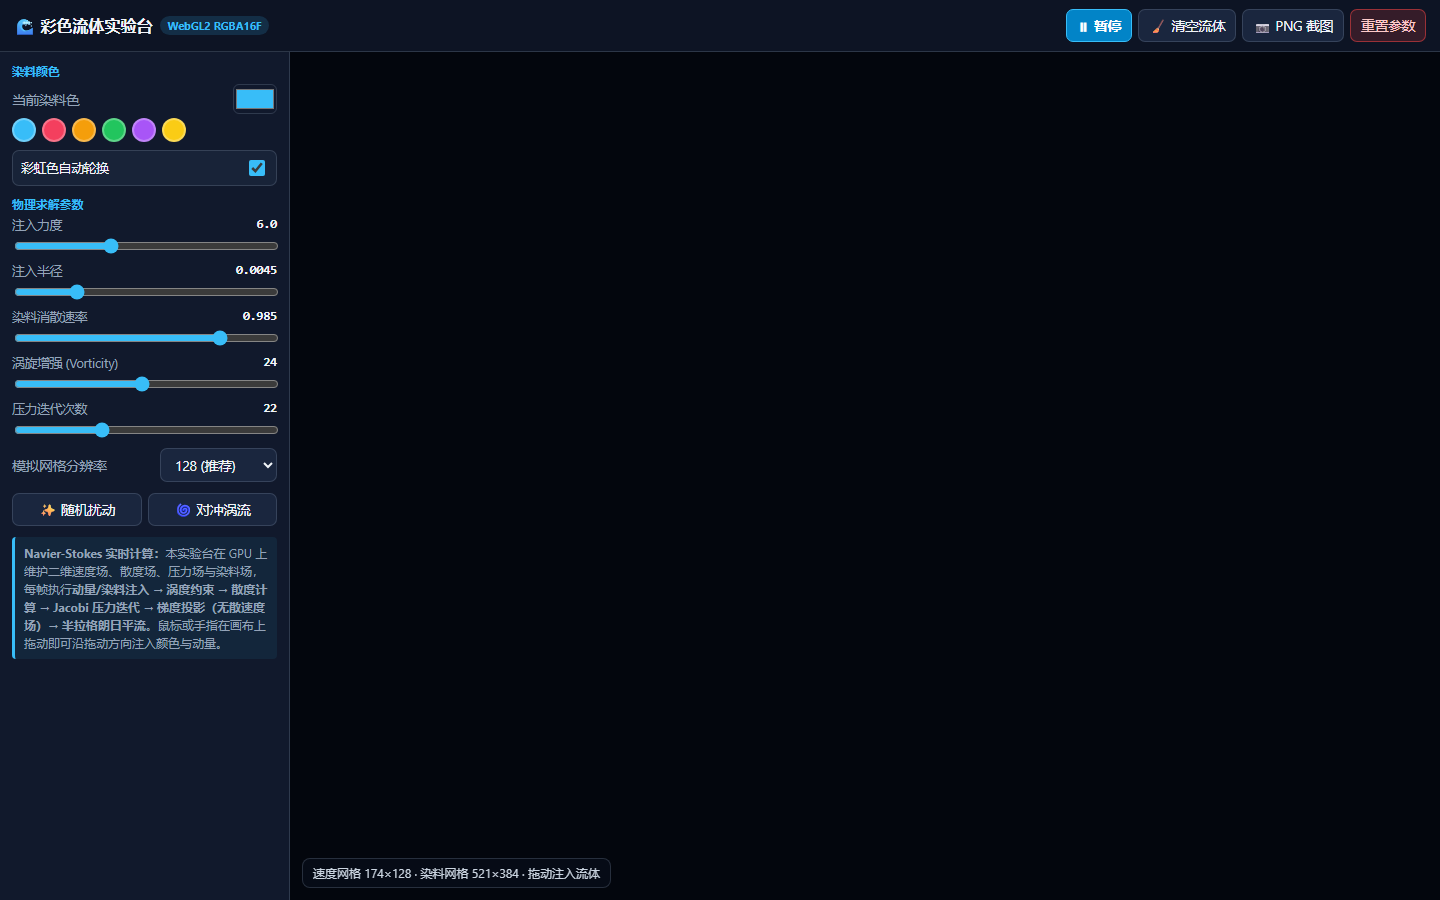 彩色流体实验台 WebGL2 RGBA16F
暂停
清空流体
PNG 截图
重置参数
染料颜色
当前染料色
彩虹色自动轮换
物理求解参数
注入力度 6.0
注入半径 0.0045
染料消散速率 0.985
涡旋增强 (Vorticity) 24
压力迭代次数 22
模拟网格分辨率 128 (推荐)
随机扰动
对冲涡流
Navier-Stokes 实时计算：本实验台在 GPU 上
维护二维速度场、散度场、压力场与染料场，
每帧执行动量/染料注入 → 涡度约束 → 散度计
算 → Jacobi 压力迭代 → 梯度投影（无散速度
场）→ 半拉格朗日平流。鼠标或手指在画布上
拖动即可沿拖动方向注入颜色与动量。
速度网格 174×128 · 染料网格 521×384 · 拖动注入流体